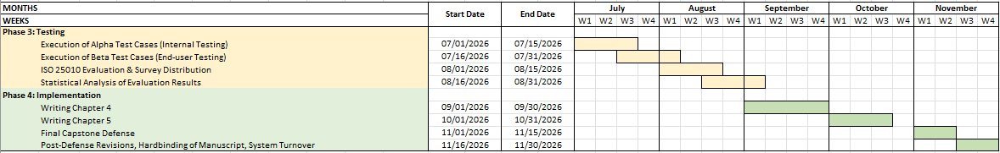 MONTHS Start Date End Date July August September October November
WEEKS W1 W2 W3 W4 W1 W2 W3 W4 W1 W2 W3 W4 W1 W2 W3 W4 W1 W2 W3 W4
Phase 3: Testing
Execution of Alpha Test Cases (Internal Testing) 07/01/2026 07/15/2026
Execution of Beta Test Cases (End-user Testing) 07/16/2026 07/31/2026
ISO 25010 Evaluation & Survey Distribution 08/01/2026 08/15/2026
Statistical Analysis of Evaluation Results 08/16/2026 08/31/2026
Phase 4: Implementation
Writing Chapter 4 09/01/2026 09/30/2026
Writing Chapter 5 10/01/2026 10/31/2026
Final Capstone Defense 11/01/2026 11/15/2026
Post-Defense Revisions, Hardbinding of Manuscript, System Turnover 11/16/2026 11/30/2026